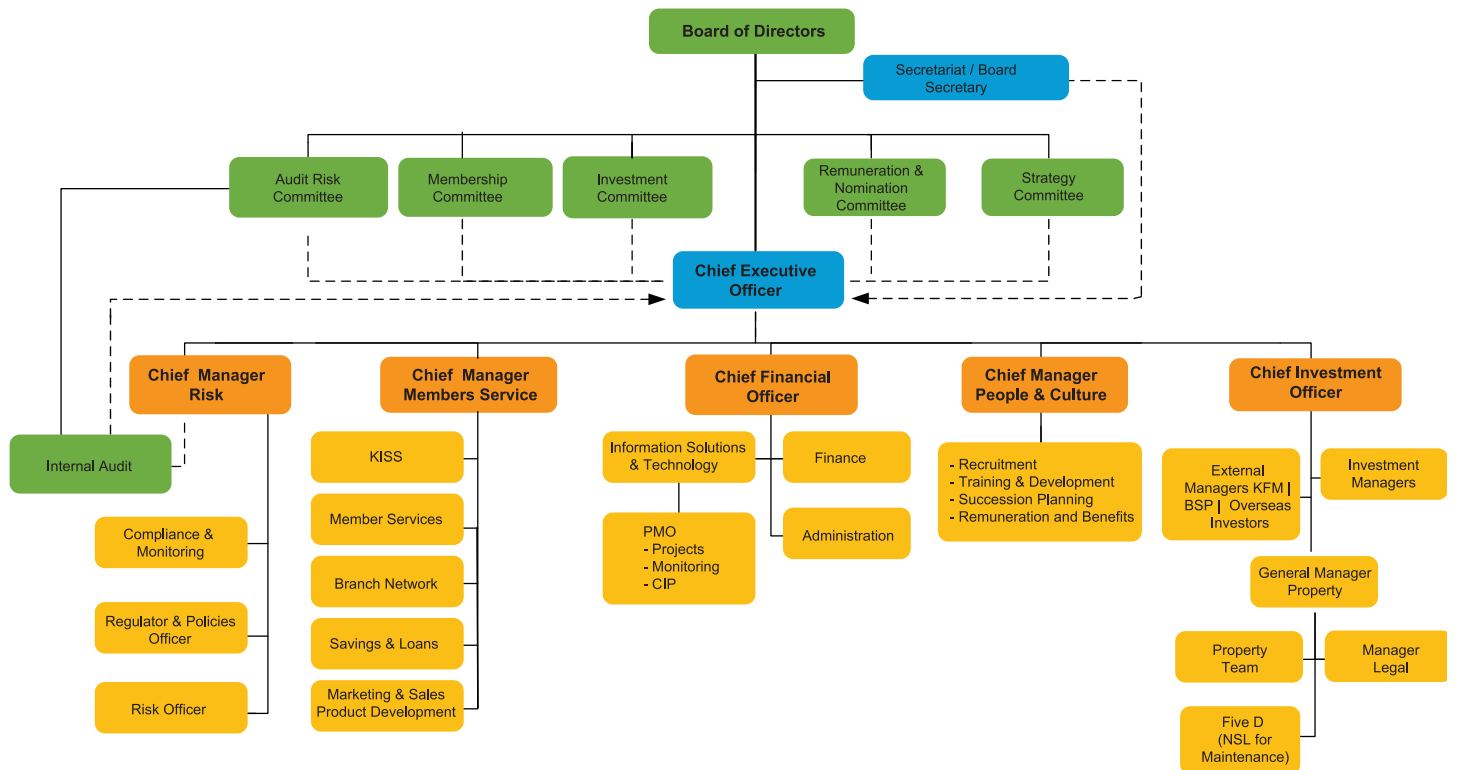 Board of Directors
Secretariat / Board
Secretary
Audit Risk
Committee
Membership
Committee
Investment
Committee
Remuneration &
Nomination
Committee
Strategy
Committee
Chief Executive
Officer
Chief Manager
Risk
Chief Manager
Members Service
Chief Financial
Officer
Chief Manager
People & Culture
Chief Investment
Officer
Internal Audit
Compliance &
Monitoring
Regulator & Policies
Officer
Risk Officer
KISS
Member Services
Branch Network
Savings & Loans
Marketing & Sales
Product Development
Information Solutions
& Technology
Finance
PMO
- Projects
- Monitoring
- CIP
Administration
- Recruitment
- Training & Development
- Succession Planning
- Remuneration and Benefits
External
Managers KFM |
BSP | Overseas
Investors
Investment
Managers
General Manager
Property
Property
Team
Manager
Legal
Five D
(NSL for
Maintenance)